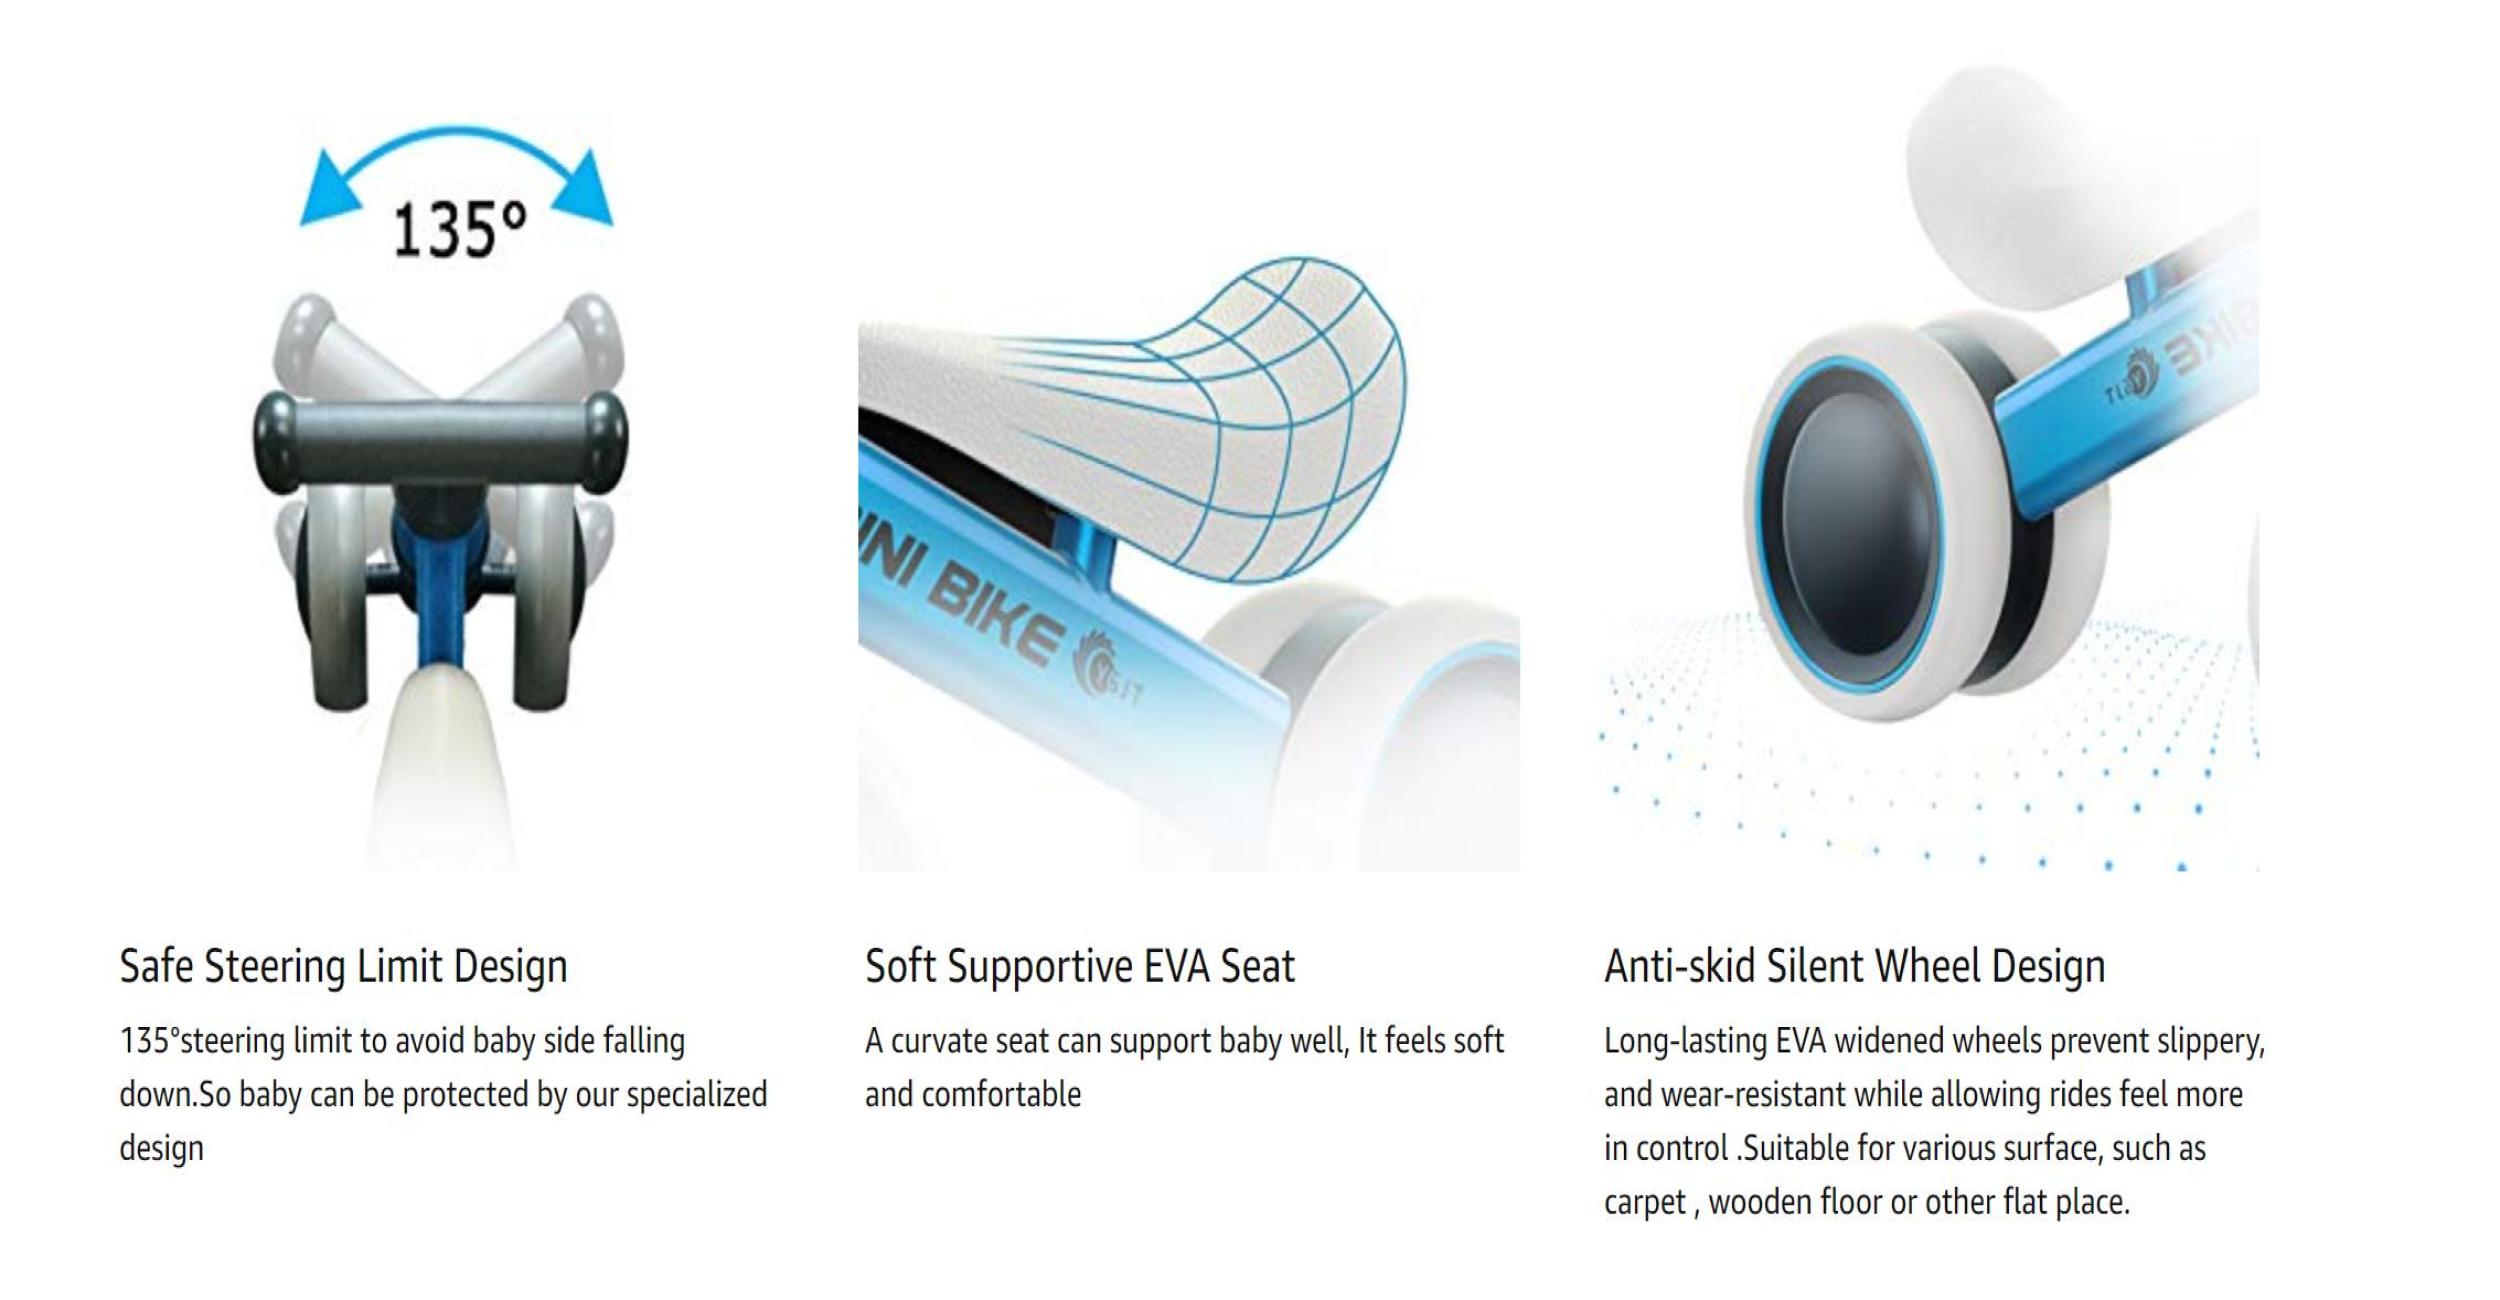 135°
INI BIKE
YSJT
BIKE
Safe Steering Limit Design
135°steering limit to avoid baby side falling
down.So baby can be protected by our specialized
design
Soft Supportive EVA Seat
A curvate seat can support baby well, It feels soft
and comfortable
Anti-skid Silent Wheel Design
Long-lasting EVA widened wheels prevent slippery,
and wear-resistant while allowing rides feel more
in control .Suitable for various surface, such as
carpet , wooden floor or other flat place.